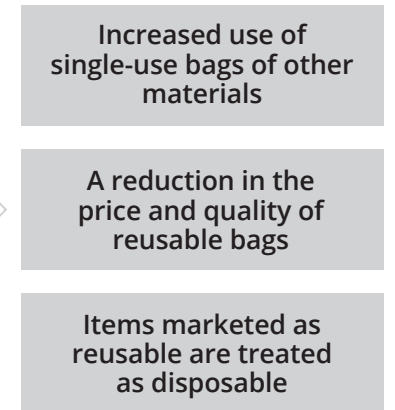 Increased use of
single-use bags of other
materials
A reduction in the
price and quality of
reusable bags
Items marketed as
reusable are treated
as disposable